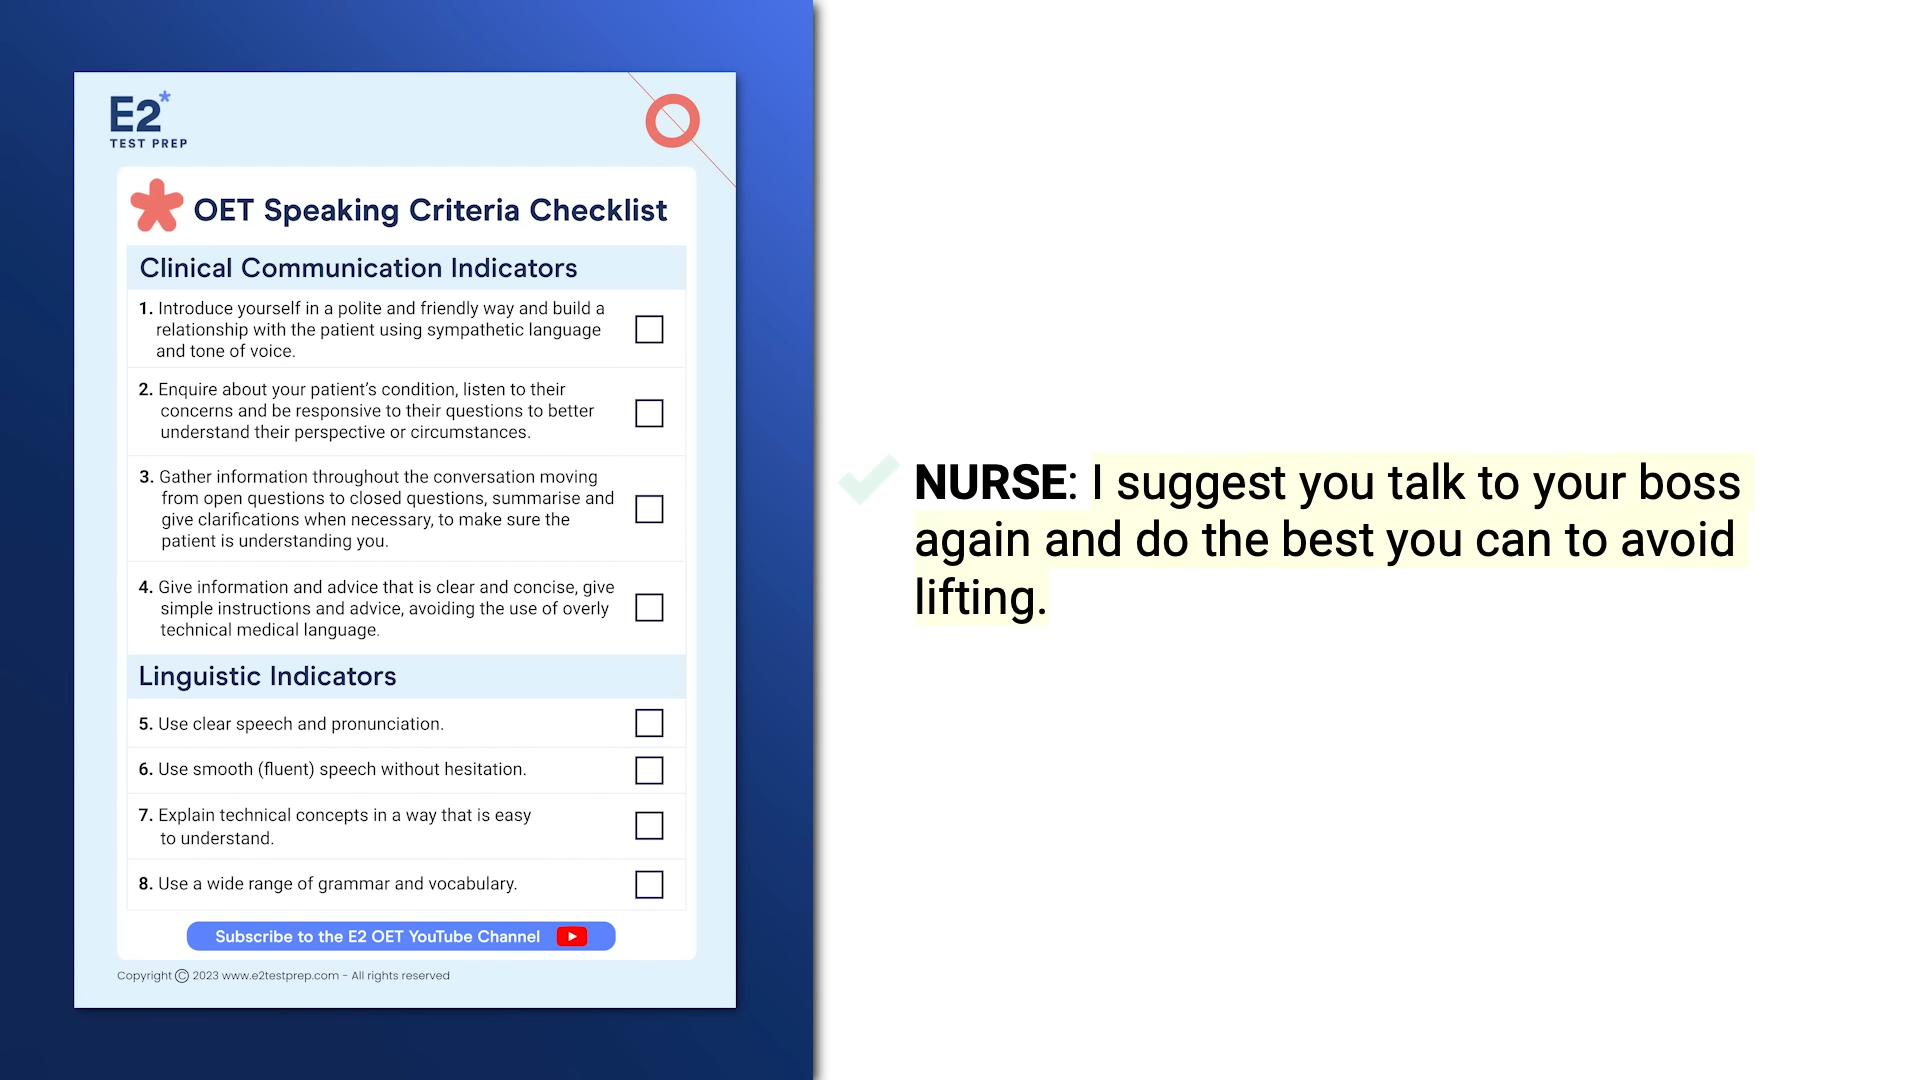 E2*
TEST PREP
OET Speaking Criteria Checklist
Clinical Communication Indicators
1. Introduce yourself in a polite and friendly way and build a
relationship with the patient using sympathetic language
and tone of voice.
2. Enquire about your patient’s condition, listen to their
concerns and be responsive to their questions to better
understand their perspective or circumstances.
3. Gather information throughout the conversation moving
from open questions to closed questions, summarise and
give clarifications when necessary, to make sure the
patient is understanding you.
4. Give information and advice that is clear and concise, give
simple instructions and advice, avoiding the use of overly
technical medical language.
Linguistic Indicators
5. Use clear speech and pronunciation.
6. Use smooth (fluent) speech without hesitation.
7. Explain technical concepts in a way that is easy
to understand.
8. Use a wide range of grammar and vocabulary.
Subscribe to the E2 OET YouTube Channel
Copyright © 2023 www.e2testprep.com - All rights reserved
NURSE: I suggest you talk to your boss
again and do the best you can to avoid
lifting.